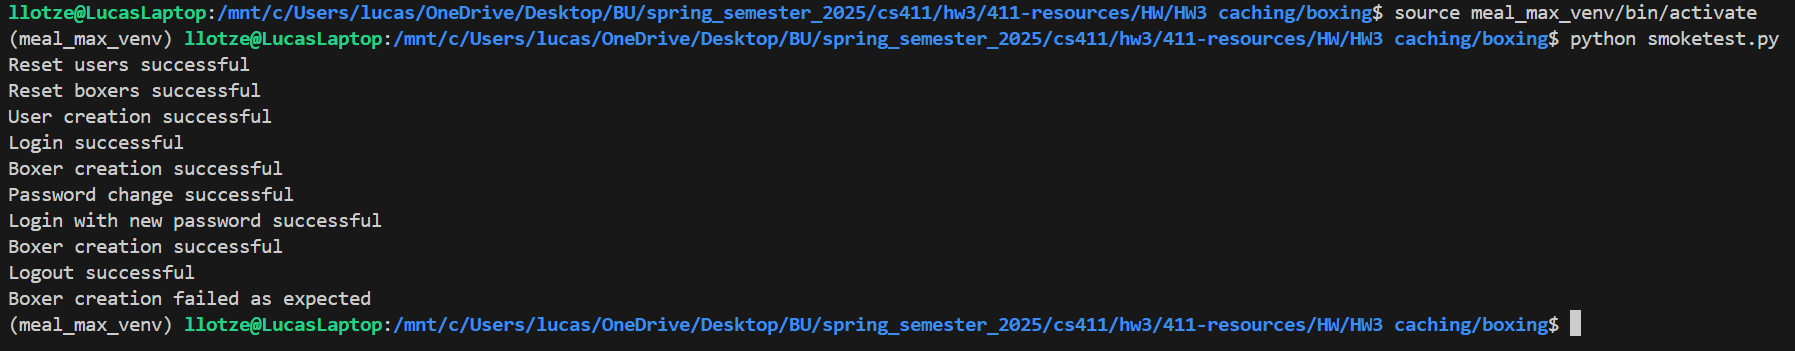 llotze@LucasLaptop:/mnt/c/Users/lucas/OneDrive/Desktop/BU/spring_semester_2025/cs411/hw3/411-resources/HW/HW3 caching/boxing$ source meal_max_venv/bin/activate
(meal_max_venv) llotze@LucasLaptop:/mnt/c/Users/lucas/OneDrive/Desktop/BU/spring_semester_2025/cs411/hw3/411-resources/HW/HW3 caching/boxing$ python smoketest.py
Reset users successful
Reset boxers successful
User creation successful
Login successful
Boxer creation successful
Password change successful
Login with new password successful
Boxer creation successful
Logout successful
Boxer creation failed as expected
(meal_max_venv) llotze@LucasLaptop:/mnt/c/Users/lucas/OneDrive/Desktop/BU/spring_semester_2025/cs411/hw3/411-resources/HW/HW3 caching/boxing$